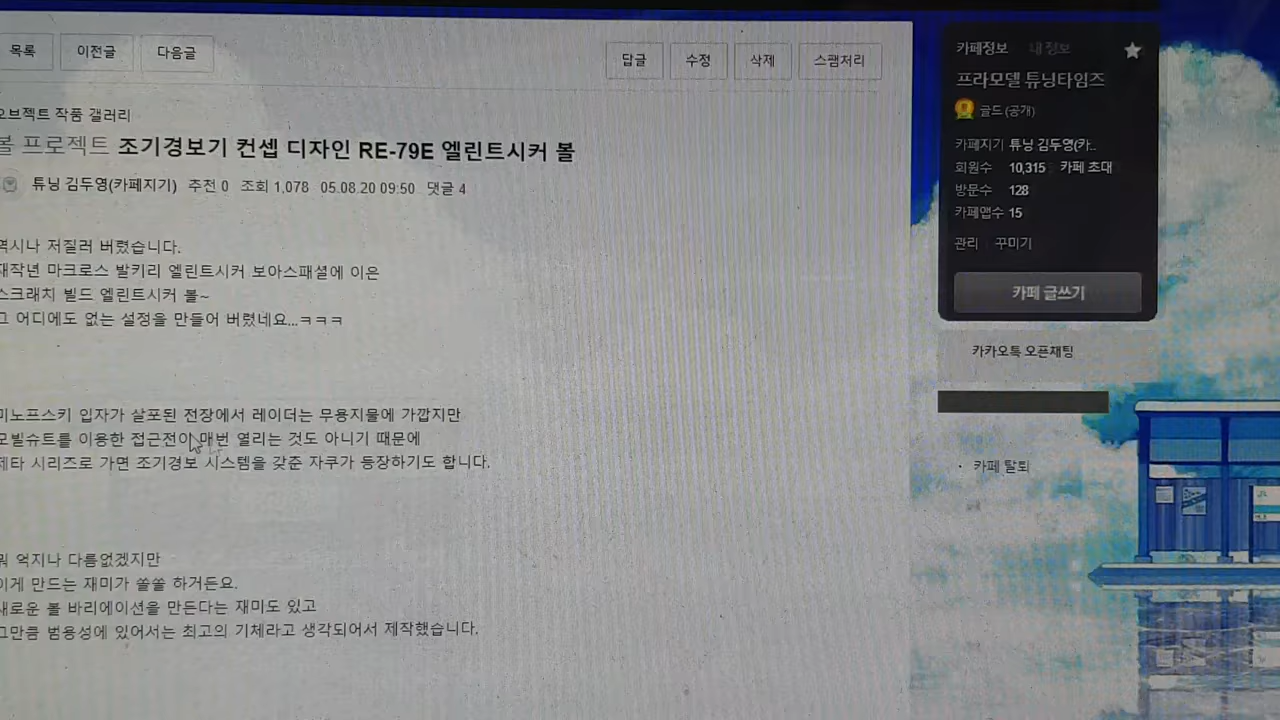 목록 이전글 다음글
답글 수정 삭제 스팸처리
오브젝트 작품 갤러리
볼 프로젝트 조기경보기 컨셉 디자인 RE-79E 엘린트시커 볼
튜닝 김두영(카페지기) 추천 0 조회 1,078 05.08.20 09:50 댓글 4
역시나 저질러 버렸습니다.
재작년 마크로스 발키리 엘린트시커 보아스패셜에 이은
스크래치 빌드 엘린트시커 볼~
그 어디에도 없는 설정을 만들어 버렸네요...ㅋㅋㅋ
미노프스키 입자가 살포된 전장에서 레이더는 무용지물에 가깝지만
모빌슈트를 이용한 접근전이 매번 열리는 것도 아니기 때문에
제타 시리즈로 가면 조기경보 시스템을 갖춘 자쿠가 등장하기도 합니다.
뭐 억지나 다름없겠지만
이게 만드는 재미가 쏠쏠 하거든요.
새로운 볼 바리에이션을 만든다는 재미도 있고
그만큼 범용성에 있어서는 최고의 기체라고 생각되어서 제작했습니다.
카페정보 내 정보
프라모델 튜닝타임즈
골드 (공개)
카페지기 튜닝 김두영(카..
회원수 10,315 카페 초대
방문수 128
카페앱수 15
관리 꾸미기
카페 글쓰기
카카오톡 오픈채팅
· 카페 탈퇴